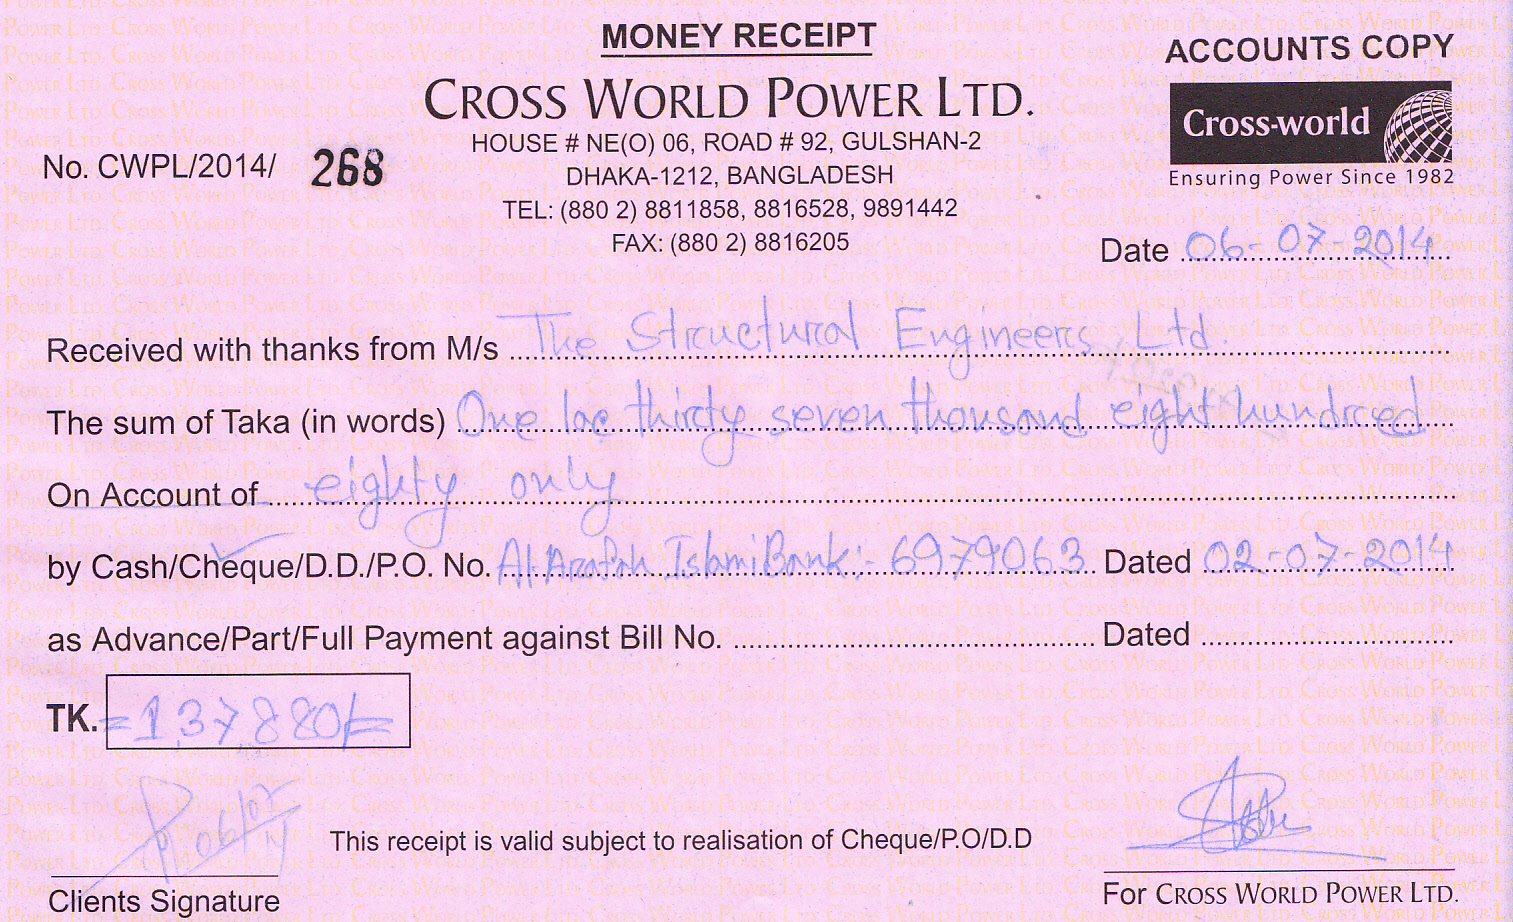 MONEY RECEIPT
ACCOUNTS COPY
CROSS WORLD POWER LTD.
Cross-world
Ensuring Power Since 1982
HOUSE # NE(O) 06, ROAD # 92, GULSHAN-2
No. CWPL/2014/ 268
DHAKA-1212, BANGLADESH
TEL: (880 2) 8811858, 8816528, 9891442
FAX: (880 2) 8816205
Date 06-07-2014
Received with thanks from M/s The Structural Engineers Ltd.
The sum of Taka (in words) One lac thirty seven thousand eight hundred
On Account of eighty only
by Cash/Cheque/D.D./P.O. No. Al-Arafah Islami Bank:- 6979063 Dated 02-07-2014
as Advance/Part/Full Payment against Bill No. Dated
TK. =137880/=
This receipt is valid subject to realisation of Cheque/P.O/D.D
Clients Signature
For CROSS WORLD POWER LTD.